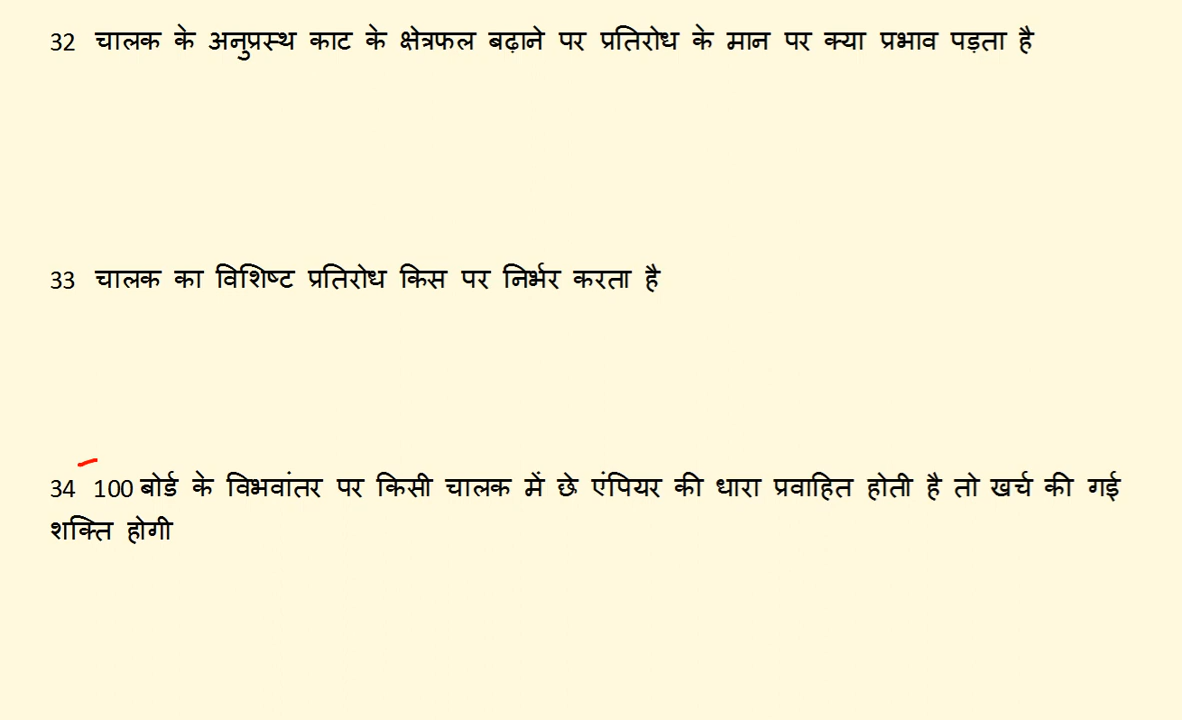 32 चालक के अनुप्रस्थ काट के क्षेत्रफल बढ़ाने पर प्रतिरोध के मान पर क्या प्रभाव पड़ता है
33 चालक का विशिष्ट प्रतिरोध किस पर निर्भर करता है
34 100 बोर्ड के विभवांतर पर किसी चालक में छे एंपियर की धारा प्रवाहित होती है तो खर्च की गई
शक्ति होगी